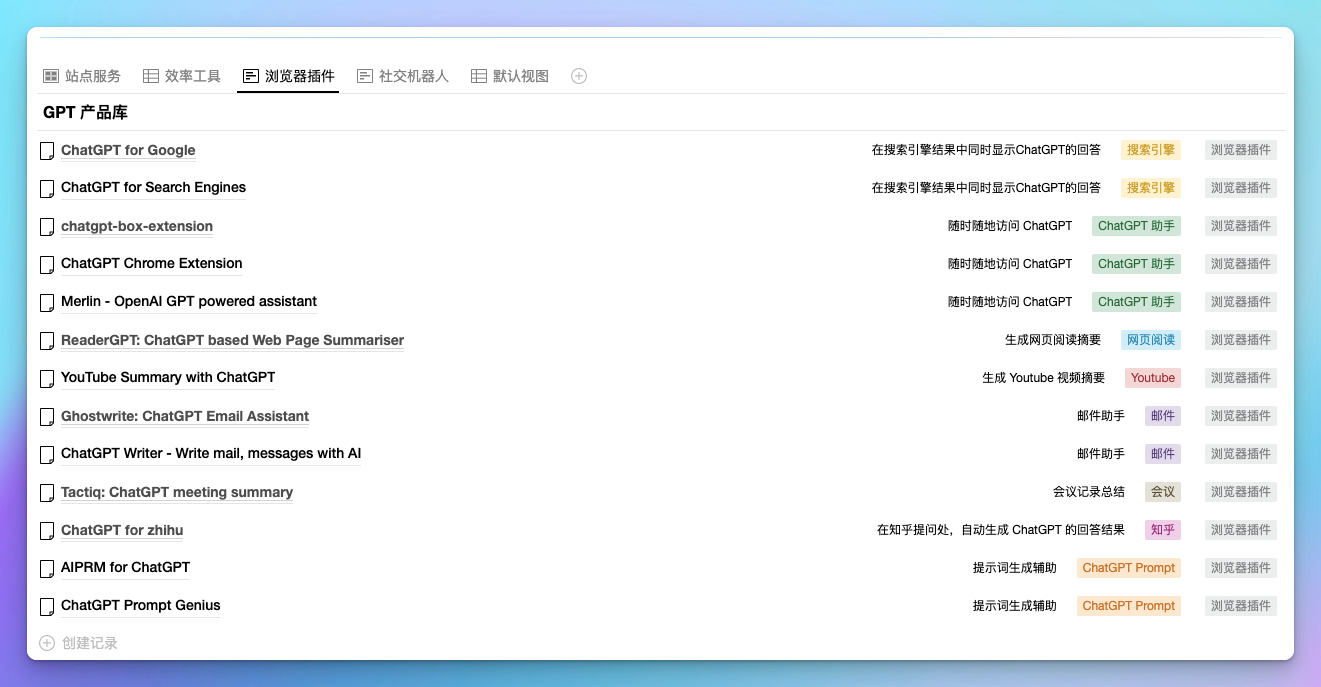 站点服务 效率工具 浏览器插件 社交机器人 默认视图
GPT 产品库
ChatGPT for Google 在搜索引擎结果中同时显示ChatGPT的回答 搜索引擎 浏览器插件
ChatGPT for Search Engines 在搜索引擎结果中同时显示ChatGPT的回答 搜索引擎 浏览器插件
chatgpt-box-extension 随时随地访问 ChatGPT ChatGPT 助手 浏览器插件
ChatGPT Chrome Extension 随时随地访问 ChatGPT ChatGPT 助手 浏览器插件
Merlin - OpenAI GPT powered assistant 随时随地访问 ChatGPT ChatGPT 助手 浏览器插件
ReaderGPT: ChatGPT based Web Page Summariser 生成网页阅读摘要 网页阅读 浏览器插件
YouTube Summary with ChatGPT 生成 Youtube 视频摘要 Youtube 浏览器插件
Ghostwrite: ChatGPT Email Assistant 邮件助手 邮件 浏览器插件
ChatGPT Writer - Write mail, messages with AI 邮件助手 邮件 浏览器插件
Tactiq: ChatGPT meeting summary 会议记录总结 会议 浏览器插件
ChatGPT for zhihu 在知乎提问处，自动生成 ChatGPT 的回答结果 知乎 浏览器插件
AIPRM for ChatGPT 提示词生成辅助 ChatGPT Prompt 浏览器插件
ChatGPT Prompt Genius 提示词生成辅助 ChatGPT Prompt 浏览器插件
创建记录